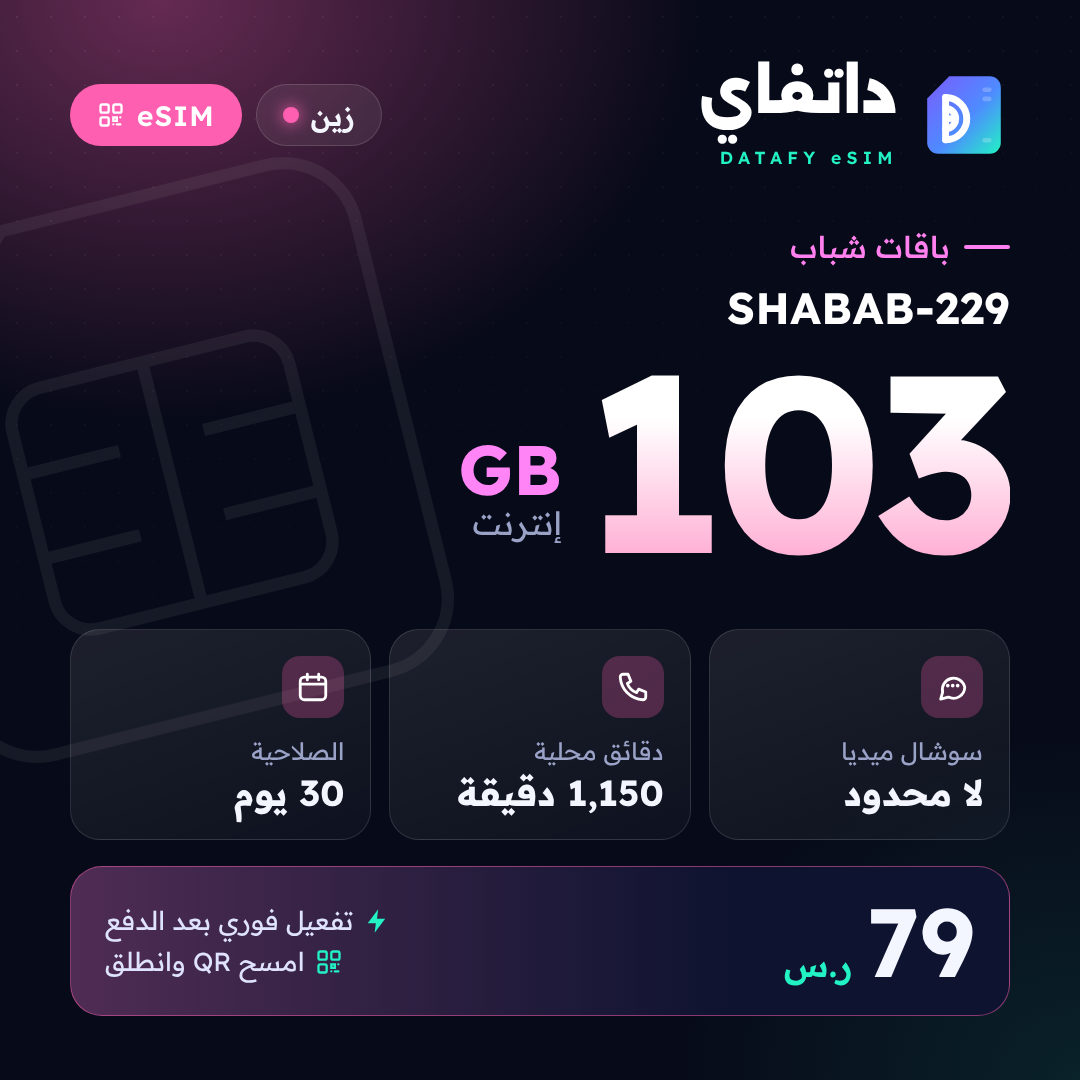 داتفاي
DATAFY eSIM
زين
eSIM
باقات شباب
SHABAB-229
103
GB
إنترنت
سوشال ميديا
لا محدود
دقائق محلية
1,150 دقيقة
الصلاحية
30 يوم
79 ر.س
تفعيل فوري بعد الدفع
امسح QR وانطلق